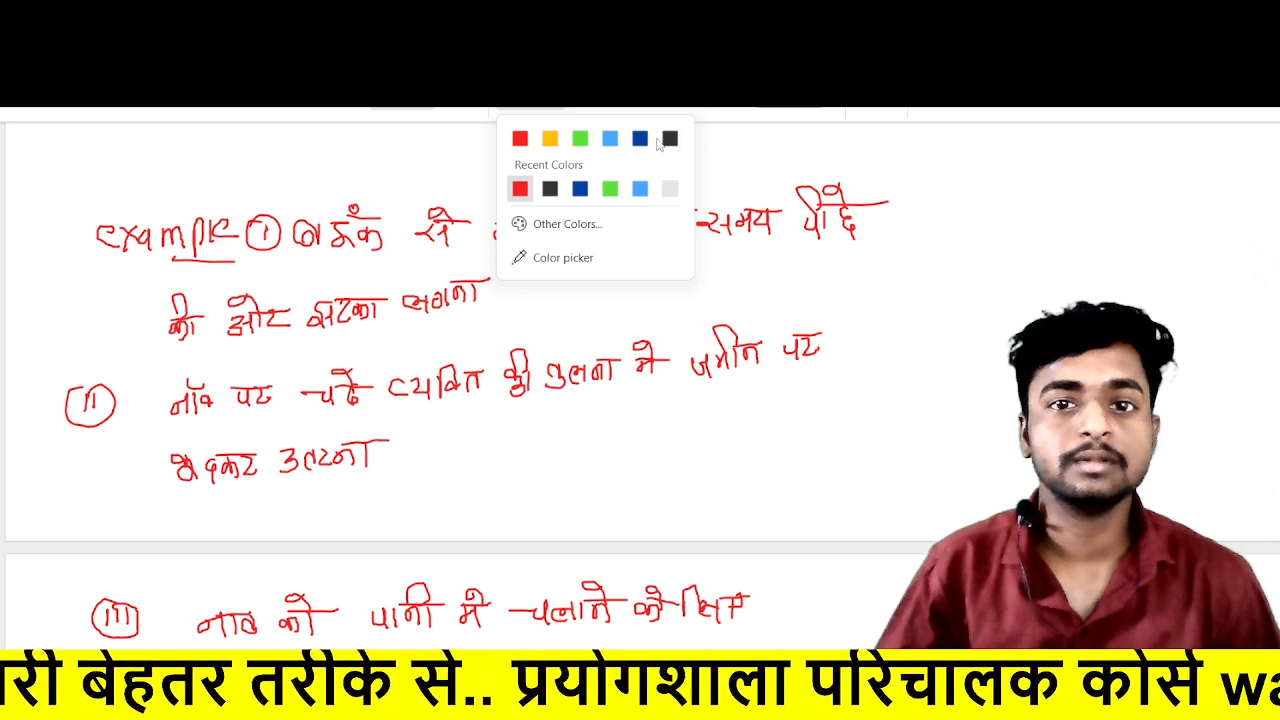 Recent Colors
Other Colors...
Color picker
example ① बन्दूक से समय पीछे
की ओर झटका लगना
II नाव पर चढे व्यक्ति की तुलना मे जमीन पर
कुदकर उतरना
III नाव को पानी मे चलाने के लिए
री बेहतर तरीके से.. प्रयोगशाला परिचालक कोर्स wa